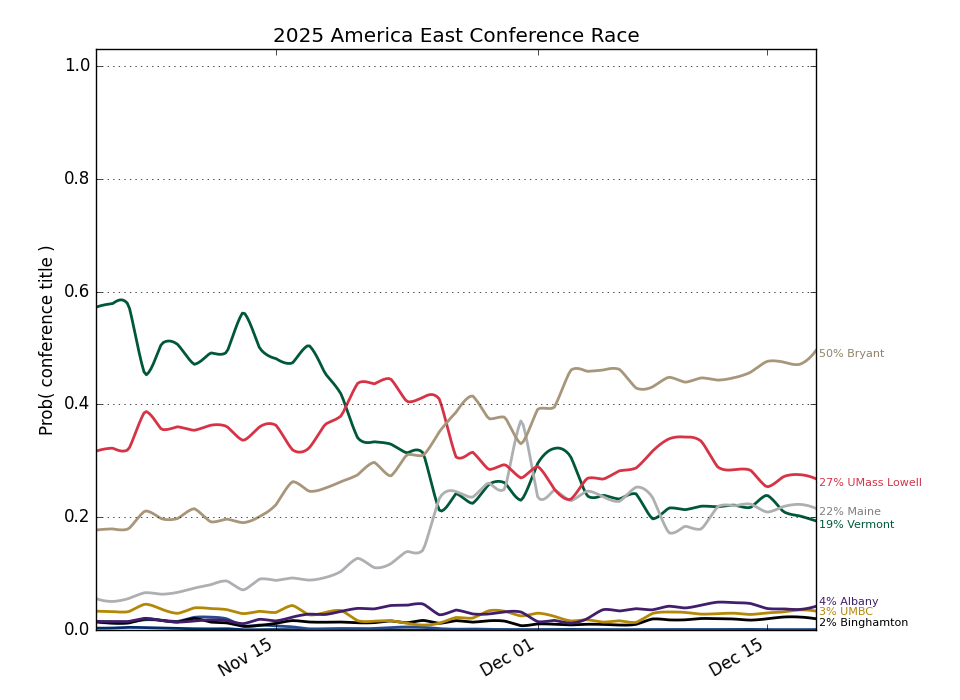 2025 America East Conference Race
1.0
0.8
0.6
0.4
0.2
0.0
Prob( conference title )
Nov 15
Dec 01
Dec 15
50% Bryant
27% UMass Lowell
22% Maine
19% Vermont
4% Albany
3% UMBC
2% Binghamton